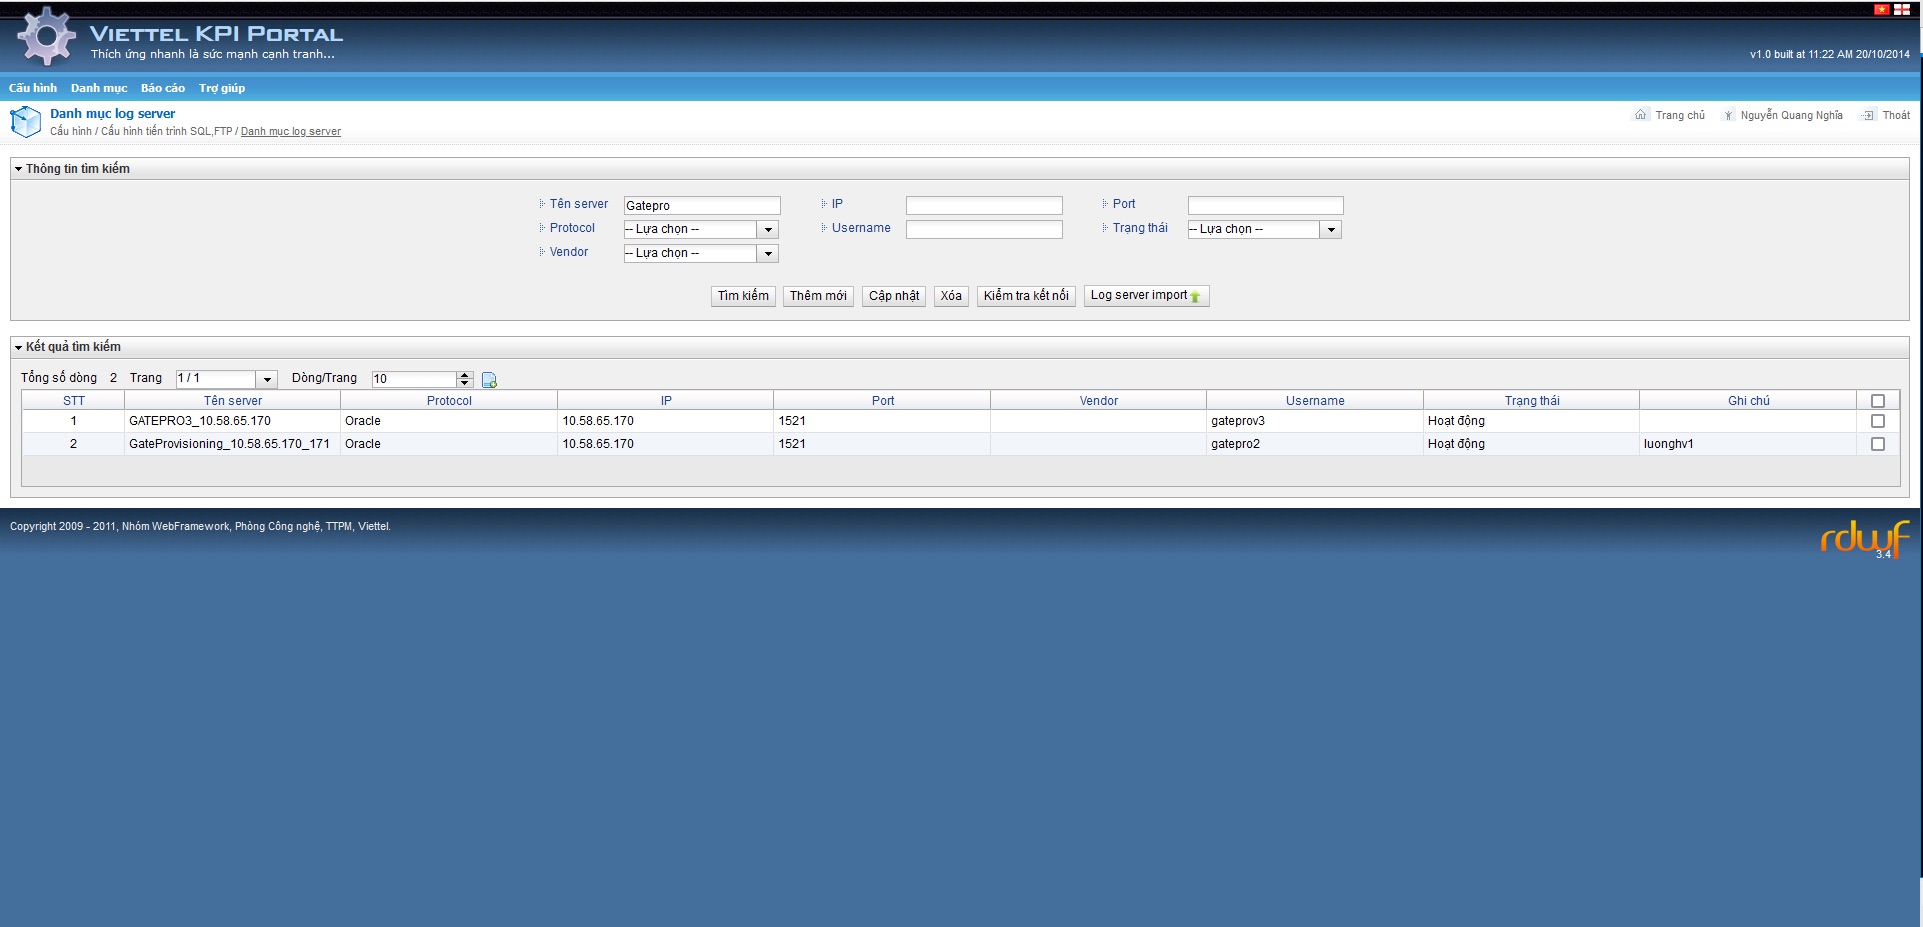 VIETTEL KPI PORTAL
Thích ứng nhanh là sức mạnh cạnh tranh...
v1.0 built at 11:22 AM 20/10/2014
Cấu hình Danh mục Báo cáo Trợ giúp
Danh mục log server
Cấu hình / Cấu hình tiến trình SQL,FTP / Danh mục log server
Trang chủ Nguyễn Quang Nghĩa Thoát
Thông tin tìm kiếm
Tên server Gatepro IP Port
Protocol -- Lựa chọn -- Username Trạng thái -- Lựa chọn --
Vendor -- Lựa chọn --
Tìm kiếm Thêm mới Cập nhật Xóa Kiểm tra kết nối Log server import
Kết quả tìm kiếm
Tổng số dòng 2 Trang 1 / 1 Dòng/Trang 10
STT Tên server Protocol IP Port Vendor Username Trạng thái Ghi chú
1 GATEPRO3_10.58.65.170 Oracle 10.58.65.170 1521 gateprov3 Hoạt động
2 GateProvisioning_10.58.65.170_171 Oracle 10.58.65.170 1521 gatepro2 Hoạt động luonghv1
Copyright 2009 - 2011, Nhóm WebFramework, Phòng Công nghệ, TTPM, Viettel.
rdwf
3.4